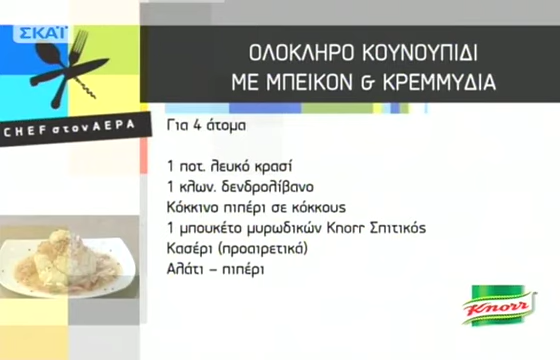 ΣΚΑΪ
ΟΛΟΚΛΗΡΟ ΚΟΥΝΟΥΠΙΔΙ
ΜΕ ΜΠΕΙΚΟΝ & ΚΡΕΜΜΥΔΙΑ
CHEF στον ΑΕΡΑ
Για 4 άτομα
1 ποτ. λευκό κρασί
1 κλων. δενδρολίβανο
Κόκκινο πιπέρι σε κόκκους
1 μπουκέτο μυρωδικών Knorr Σπιτικός
Κασέρι (προαιρετικά)
Αλάτι – πιπέρι
Knorr